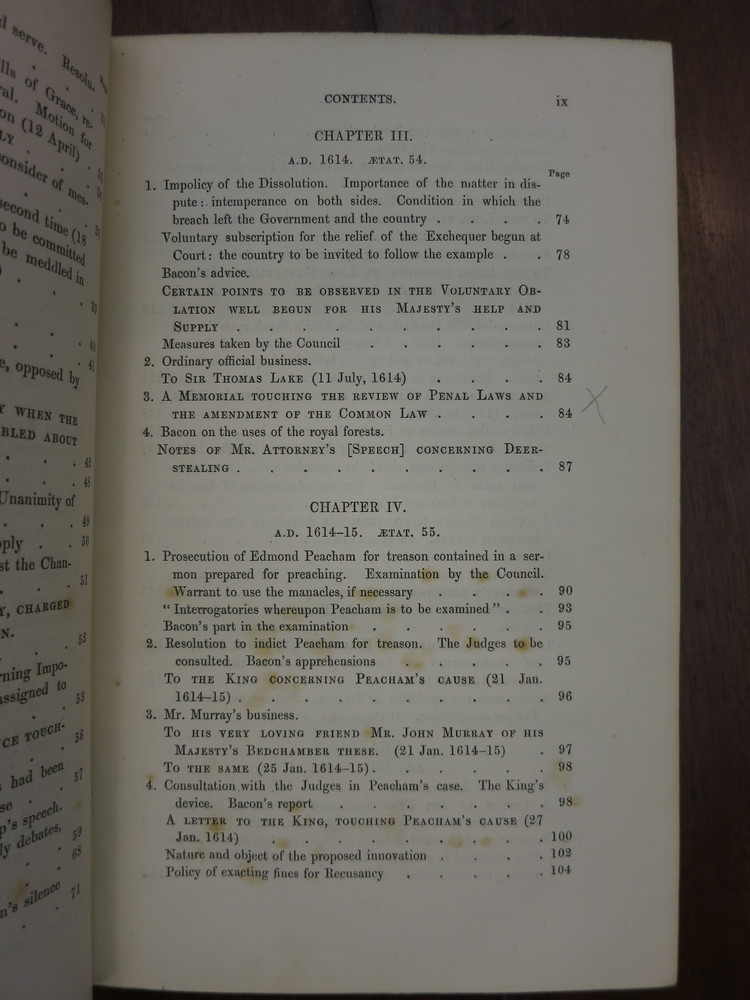 d serve. Resolu-
lls of Grace, re-
ral. Motion for
on (12 April)
LY
onsider of mes-
second time (18
o be committed
be meddled in
40
41
e, opposed by
Y WHEN THE
BLED ABOUT
42
48
Unanimity of
49
pply . . 50
st the Chan-
51
Y, CHARGED
N.
52
rning Impo-
assigned to
53
CE TOUCH-
56
s had been
se . . 57
p's speech.
ly debates, 59
68
n's silence
71
CONTENTS. ix
CHAPTER III.
A.D. 1614. ÆTAT. 54.
Page
1. Impolicy of the Dissolution. Importance of the matter in dis-
pute: intemperance on both sides. Condition in which the
breach left the Government and the country . . . . 74
Voluntary subscription for the relief of the Exchequer begun at
Court: the country to be invited to follow the example . . 78
Bacon's advice.
CERTAIN POINTS TO BE OBSERVED IN THE VOLUNTARY OB-
LATION WELL BEGUN FOR HIS MAJESTY'S HELP AND
SUPPLY . . . . . . . . . . 81
Measures taken by the Council . . . . . . 83
2. Ordinary official business.
TO SIR THOMAS LAKE (11 July, 1614) . . . . 84
3. A MEMORIAL TOUCHING THE REVIEW OF PENAL LAWS AND
THE AMENDMENT OF THE COMMON LAW . . . . 84
4. Bacon on the uses of the royal forests.
NOTES OF MR. ATTORNEY'S [SPEECH] CONCERNING DEER-
STEALING . . . . . . . . . . 87
CHAPTER IV.
A.D. 1614–15. ÆTAT. 55.
1. Prosecution of Edmond Peacham for treason contained in a ser-
mon prepared for preaching. Examination by the Council.
Warrant to use the manacles, if necessary . . . . 90
"Interrogatories whereupon Peacham is to be examined" . . 93
Bacon's part in the examination . . . . . . 95
2. Resolution to indict Peacham for treason. The Judges to be
consulted. Bacon's apprehensions . . . . . 95
TO THE KING CONCERNING PEACHAM'S CAUSE (21 Jan.
1614–15) . . . . . . . . . . 96
3. Mr. Murray's business.
TO HIS VERY LOVING FRIEND MR. JOHN MURRAY OF HIS
MAJESTY'S BEDCHAMBER THESE. (21 Jan. 1614–15) . 97
TO THE SAME (25 Jan. 1614–15) . . . . . . 98
4. Consultation with the Judges in Peacham's case. The King's
device. Bacon's report . . . . . . . 98
A LETTER TO THE KING, TOUCHING PEACHAM'S CAUSE (27
Jan. 1614) . . . . . . . . . 100
Nature and object of the proposed innovation . . . . 102
Policy of exacting fines for Recusancy . . . . . 104